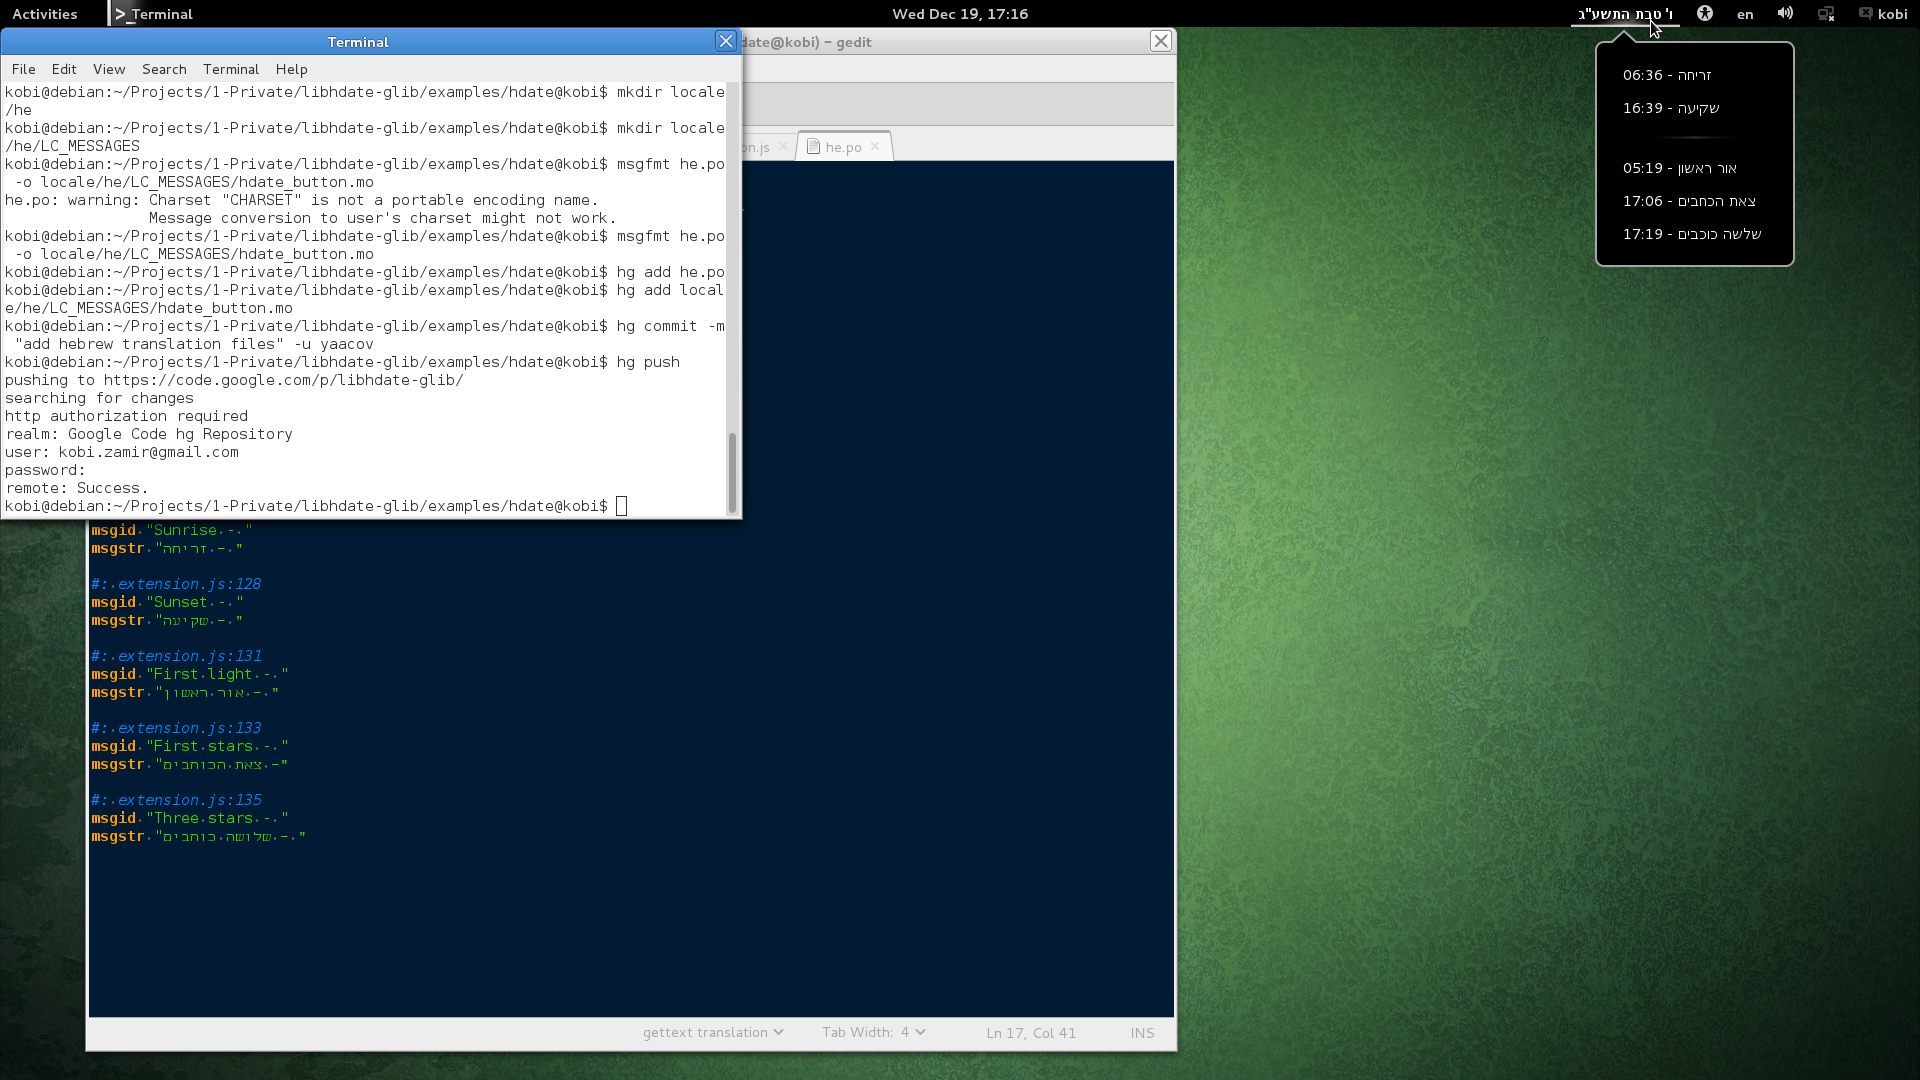 Activities
Terminal
Wed Dec 19, 17:16
ו' טבת התשע"ג
en
kobi
Terminal
date@kobi) - gedit
File Edit View Search Terminal Help
kobi@debian:~/Projects/1-Private/libhdate-glib/examples/hdate@kobi$ mkdir locale
/he
kobi@debian:~/Projects/1-Private/libhdate-glib/examples/hdate@kobi$ mkdir locale
/he/LC_MESSAGES
kobi@debian:~/Projects/1-Private/libhdate-glib/examples/hdate@kobi$ msgfmt he.po
-o locale/he/LC_MESSAGES/hdate_button.mo
he.po: warning: Charset "CHARSET" is not a portable encoding name.
Message conversion to user's charset might not work.
kobi@debian:~/Projects/1-Private/libhdate-glib/examples/hdate@kobi$ msgfmt he.po
-o locale/he/LC_MESSAGES/hdate_button.mo
kobi@debian:~/Projects/1-Private/libhdate-glib/examples/hdate@kobi$ hg add he.po
kobi@debian:~/Projects/1-Private/libhdate-glib/examples/hdate@kobi$ hg add local
e/he/LC_MESSAGES/hdate_button.mo
kobi@debian:~/Projects/1-Private/libhdate-glib/examples/hdate@kobi$ hg commit -m
"add hebrew translation files" -u yaacov
kobi@debian:~/Projects/1-Private/libhdate-glib/examples/hdate@kobi$ hg push
pushing to https://code.google.com/p/libhdate-glib/
searching for changes
http authorization required
realm: Google Code hg Repository
user: kobi.zamir@gmail.com
password:
remote: Success.
kobi@debian:~/Projects/1-Private/libhdate-glib/examples/hdate@kobi$
on.js
he.po
msgid "Sunrise - "
msgstr "זריחה - "
#: extension.js:128
msgid "Sunset - "
msgstr "שקיעה - "
#: extension.js:131
msgid "First light - "
msgstr "אור ראשון - "
#: extension.js:133
msgid "First stars - "
msgstr "צאת הכוחבים -"
#: extension.js:135
msgid "Three stars - "
msgstr "שלושה כוחבים - "
gettext translation
Tab Width: 4
Ln 17, Col 41
INS
זריחה - 06:36
שקיעה - 16:39
אור ראשון - 05:19
צאת הכחבים - 17:06
שלשה כוכבים - 17:19